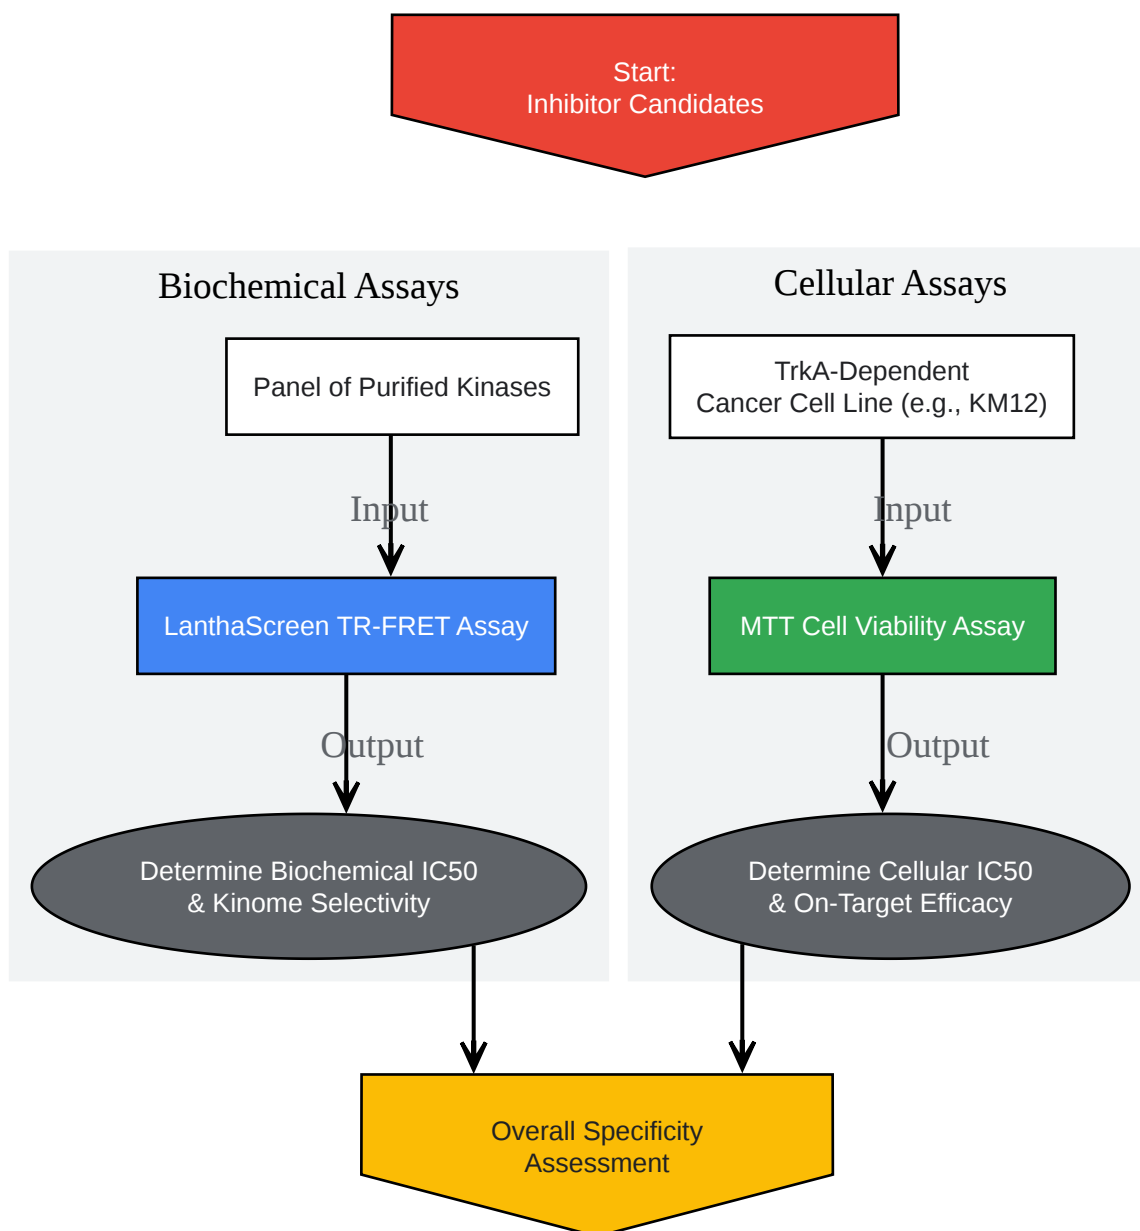 Start:
Inhibitor Candidates
Biochemical Assays
Panel of Purified Kinases
Input
LanthaScreen TR-FRET Assay
Output
Determine Biochemical IC50
& Kinome Selectivity
Cellular Assays
TrkA-Dependent
Cancer Cell Line (e.g., KM12)
Input
MTT Cell Viability Assay
Output
Determine Cellular IC50
& On-Target Efficacy
Overall Specificity
Assessment